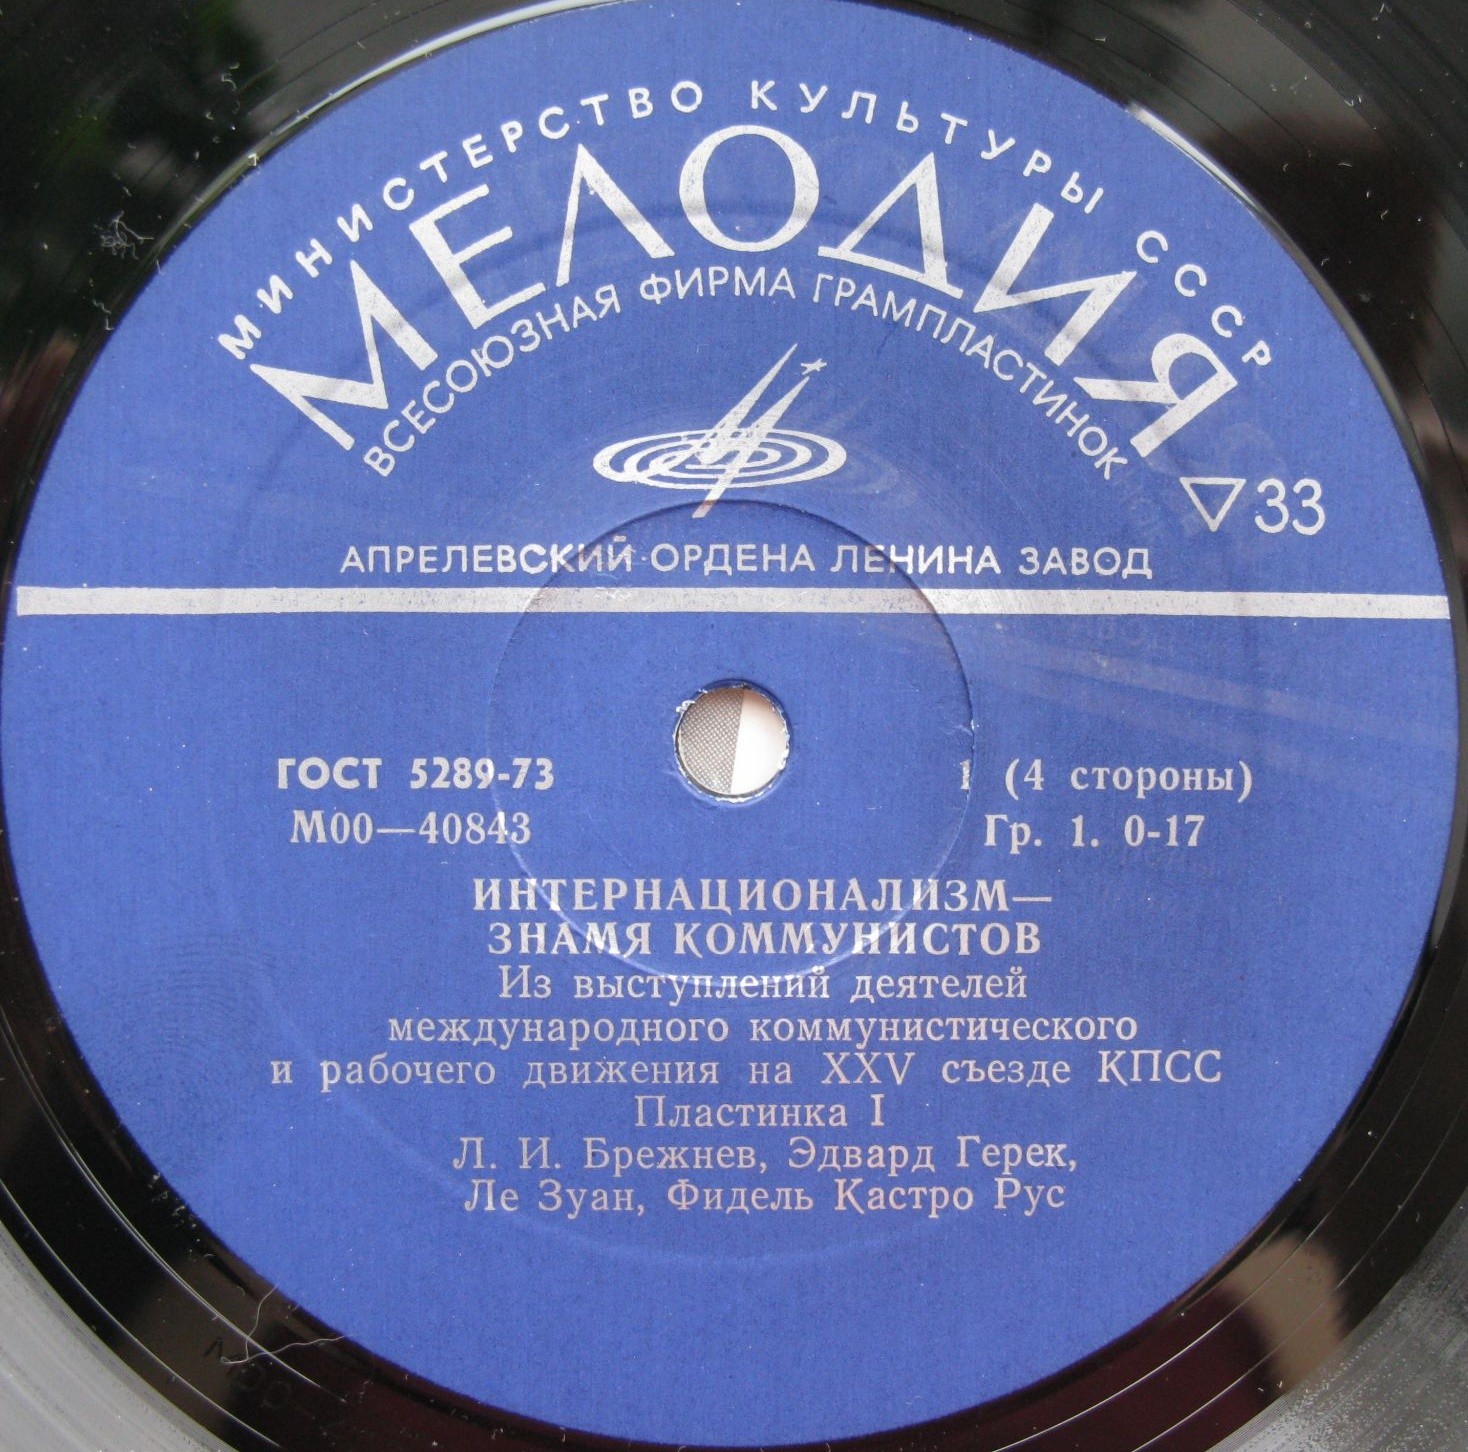 МИНИСТЕРСТВО КУЛЬТУРЫ СССР
МЕЛОДИЯ
ВСЕСОЮЗНАЯ ФИРМА ГРАМПЛАСТИНОК
33
АПРЕЛЕВСКИЙ ОРДЕНА ЛЕНИНА ЗАВОД
ГОСТ 5289-73
(4 стороны)
М00—40843
Гр. 1. 0-17
ИНТЕРНАЦИОНАЛИЗМ—
ЗНАМЯ КОММУНИСТОВ
Из выступлений деятелей
международного коммунистического
и рабочего движения на XXV съезде КПСС
Пластинка I
Л. И. Брежнев, Эдвард Герек,
Ле Зуан, Фидель Кастро Рус